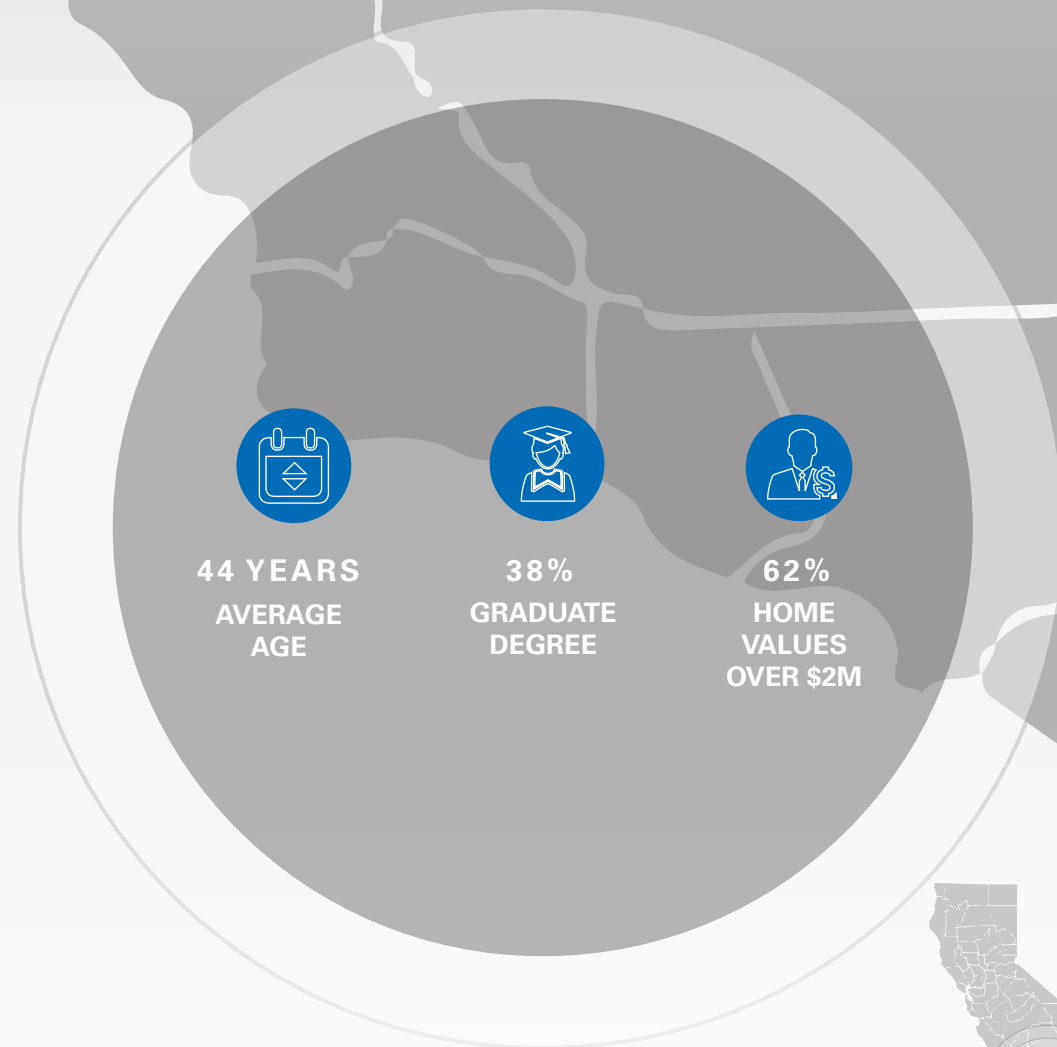 44 YEARS
AVERAGE
AGE
38%
GRADUATE
DEGREE
62%
HOME
VALUES
OVER $2M